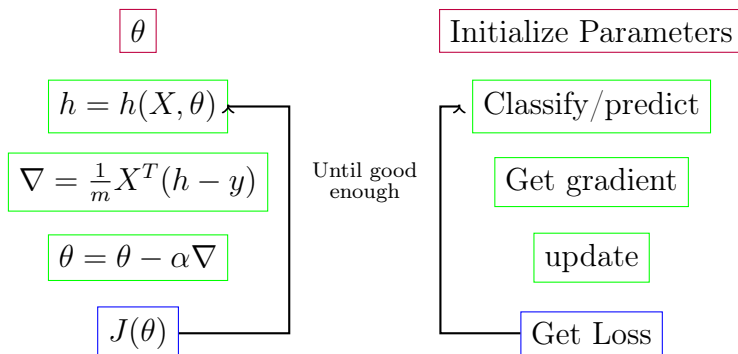 θ
Initialize Parameters
h = h(X, θ)
Classify/predict
∇ = 1/m X^T(h − y)
Until good
enough
Get gradient
θ = θ − α∇
update
J(θ)
Get Loss